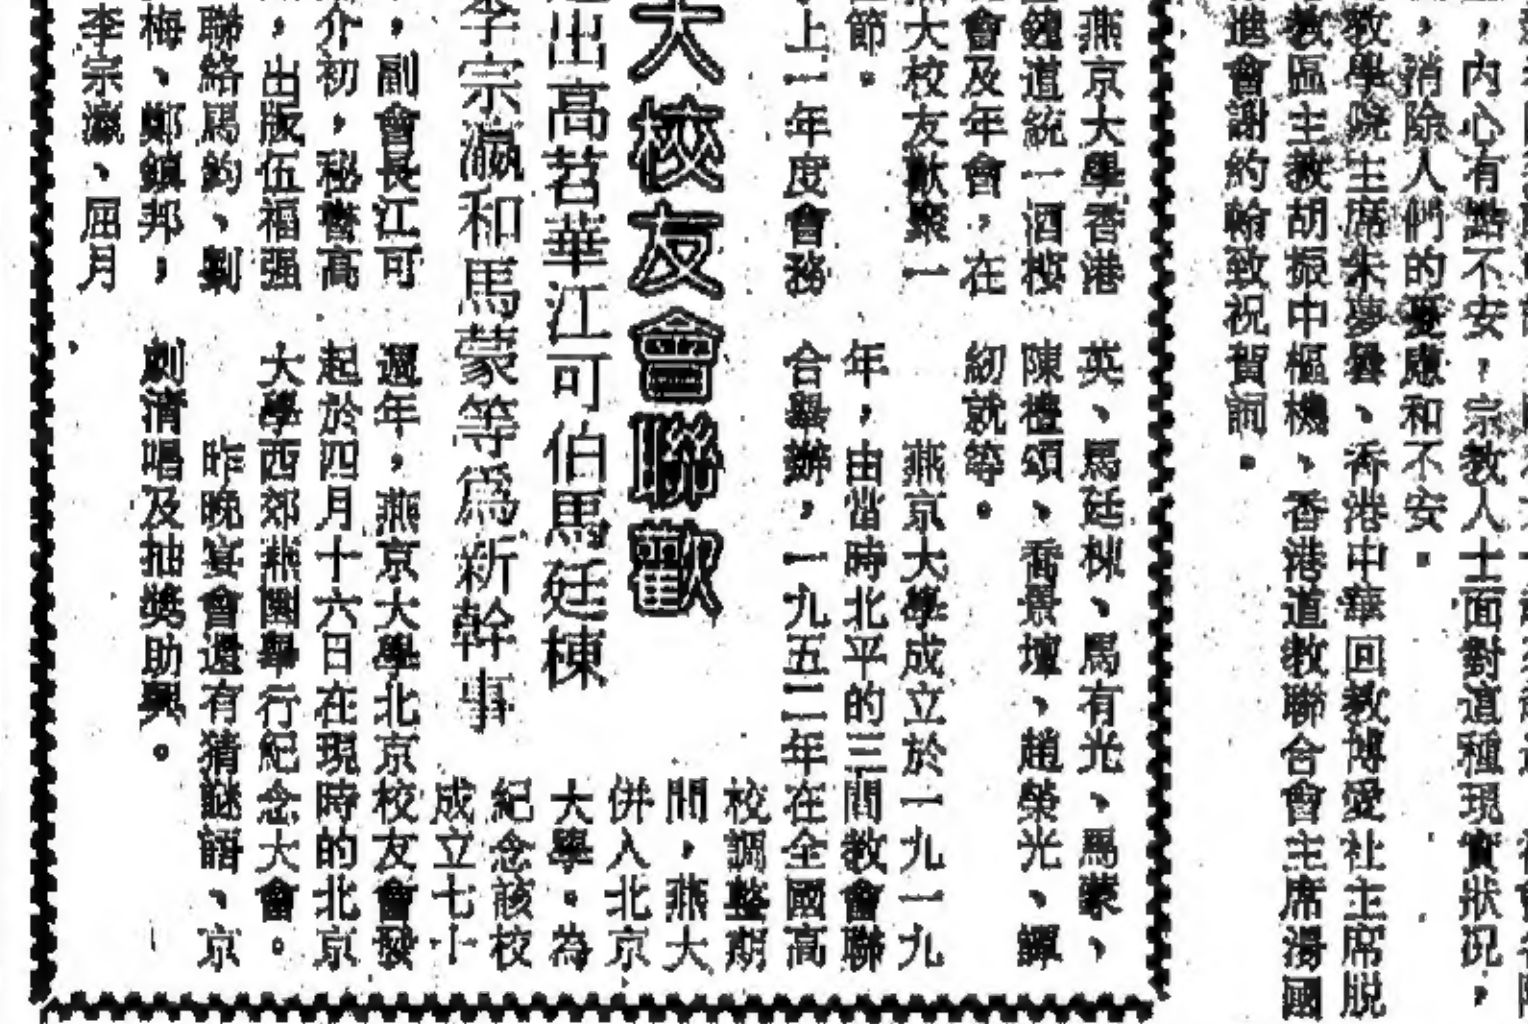 ，內心有點不安，宗教人士面對這種現實狀況，
，消除人們的憂慮和不安。
教學院主席朱夢曇、香港中華回教博愛社主席脫
教區主教胡振中樞機、香港道教聯合會主席湯國
進會謝約翰致祝賀詞。
大校友會聯歡
出高苕華江可伯馬廷棟
李宗瀛和馬蒙等為新幹事
燕京大學香港
道統一酒樓
會及年會，在
大校友歡聚一
節。
上一年度會務
，副會長江可
介初，秘書高
，出版伍福强
聯絡馬鈞、劉
梅、鄭鎮邦；
李宗瀛、屈月
英、馬廷棟、馬有光、馬蒙、
陳禮頌、喬景壇、趙榮光、譚
紉就等。
燕京大學成立於一九一九
年，由當時北平的三間教會聯
合舉辦，一九五二年在全國高
校調整期
間，燕大
併入北京
大學。為
紀念該校
成立七十
週年，燕京大學北京校友會發
起於四月十六日在現時的北京
大學西郊燕園舉行紀念大會。
昨晚宴會還有猜謎語、京
劇清唱及抽獎助興。